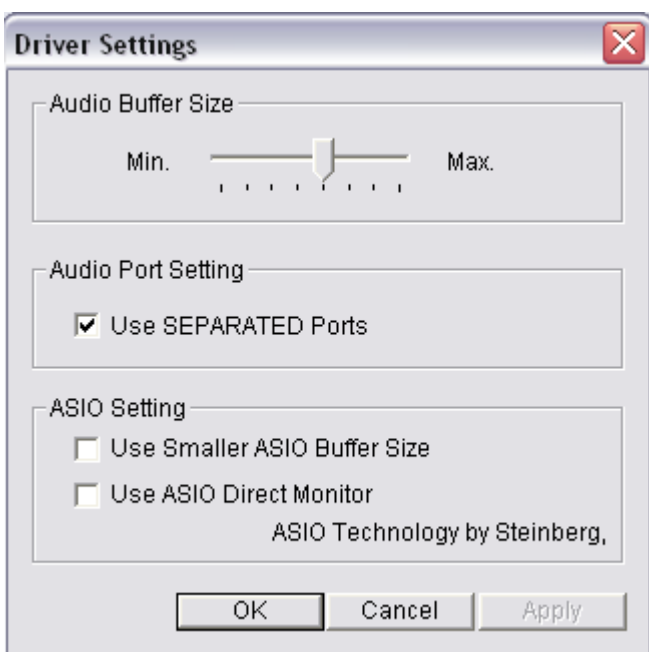 Driver Settings
Audio Buffer Size
Min. Max.
Audio Port Setting
Use SEPARATED Ports
ASIO Setting
Use Smaller ASIO Buffer Size
Use ASIO Direct Monitor
ASIO Technology by Steinberg,
OK Cancel Apply